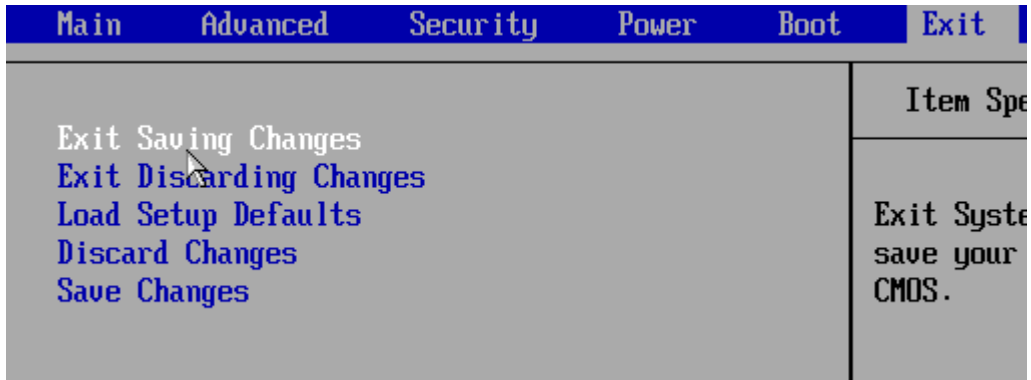 Main Advanced Security Power Boot Exit
Item Spe
Exit Saving Changes
Exit Discarding Changes
Load Setup Defaults
Discard Changes
Save Changes
Exit Syste
save your
CMOS.